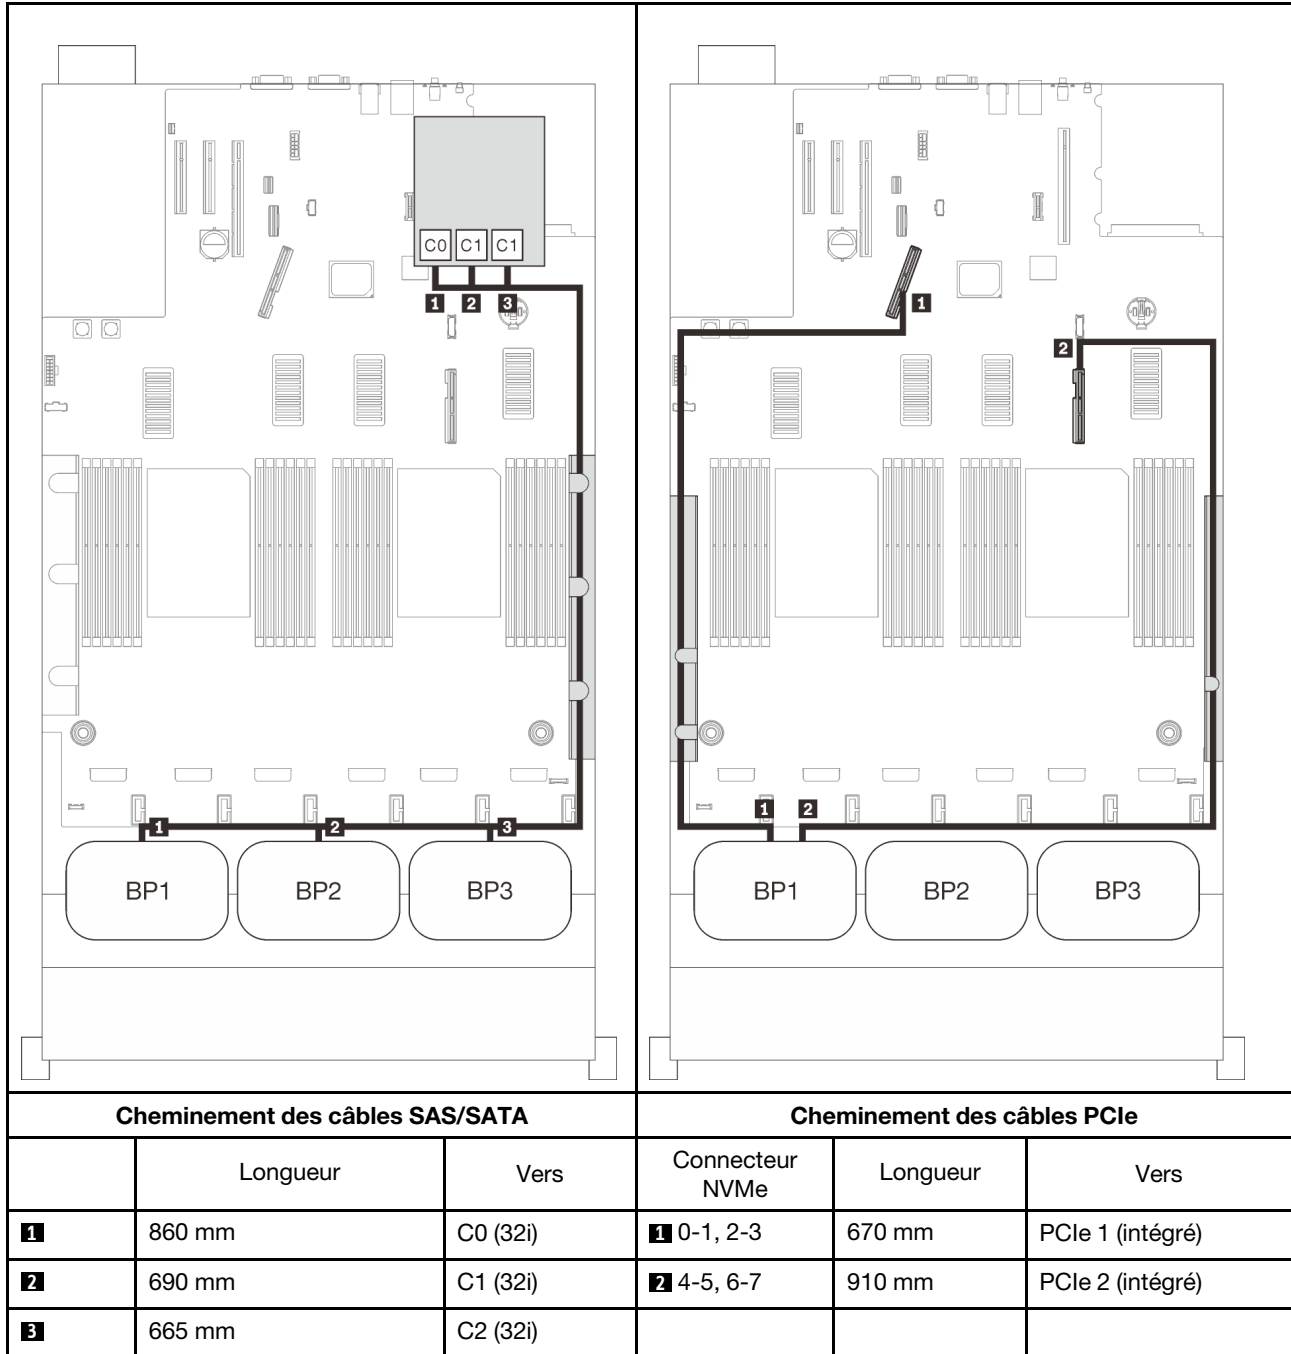 C0 C1 C1
1 2 3
1 2 3
BP1 BP2 BP3
1
2
1 2
BP1 BP2 BP3
Cheminement des câbles SAS/SATA
Cheminement des câbles PCIe
Longueur
Vers
Connecteur
NVMe
Longueur
Vers
1 860 mm C0 (32i)
1 0-1, 2-3 670 mm PCIe 1 (intégré)
2 690 mm C1 (32i)
2 4-5, 6-7 910 mm PCIe 2 (intégré)
3 665 mm C2 (32i)